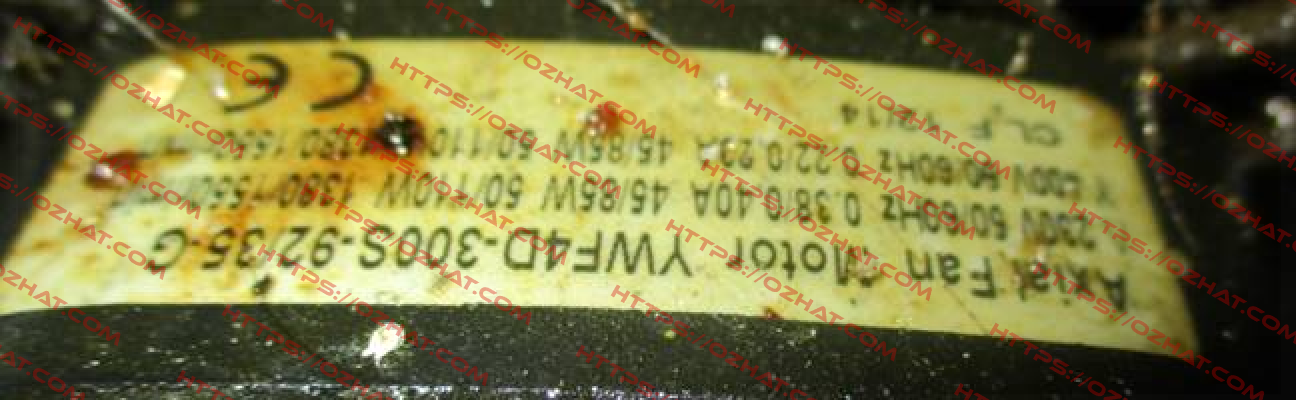 Axial Fan Motor YWF4D-300S-92/35-G
230V 50/60Hz 0.38/0.40A 45/85W 50/110W 1380/1550
Y 400V 50/60Hz 0.22/0.23A 45/85W 50/110
CL.F
CE
HTTPS://OZHAT.COM